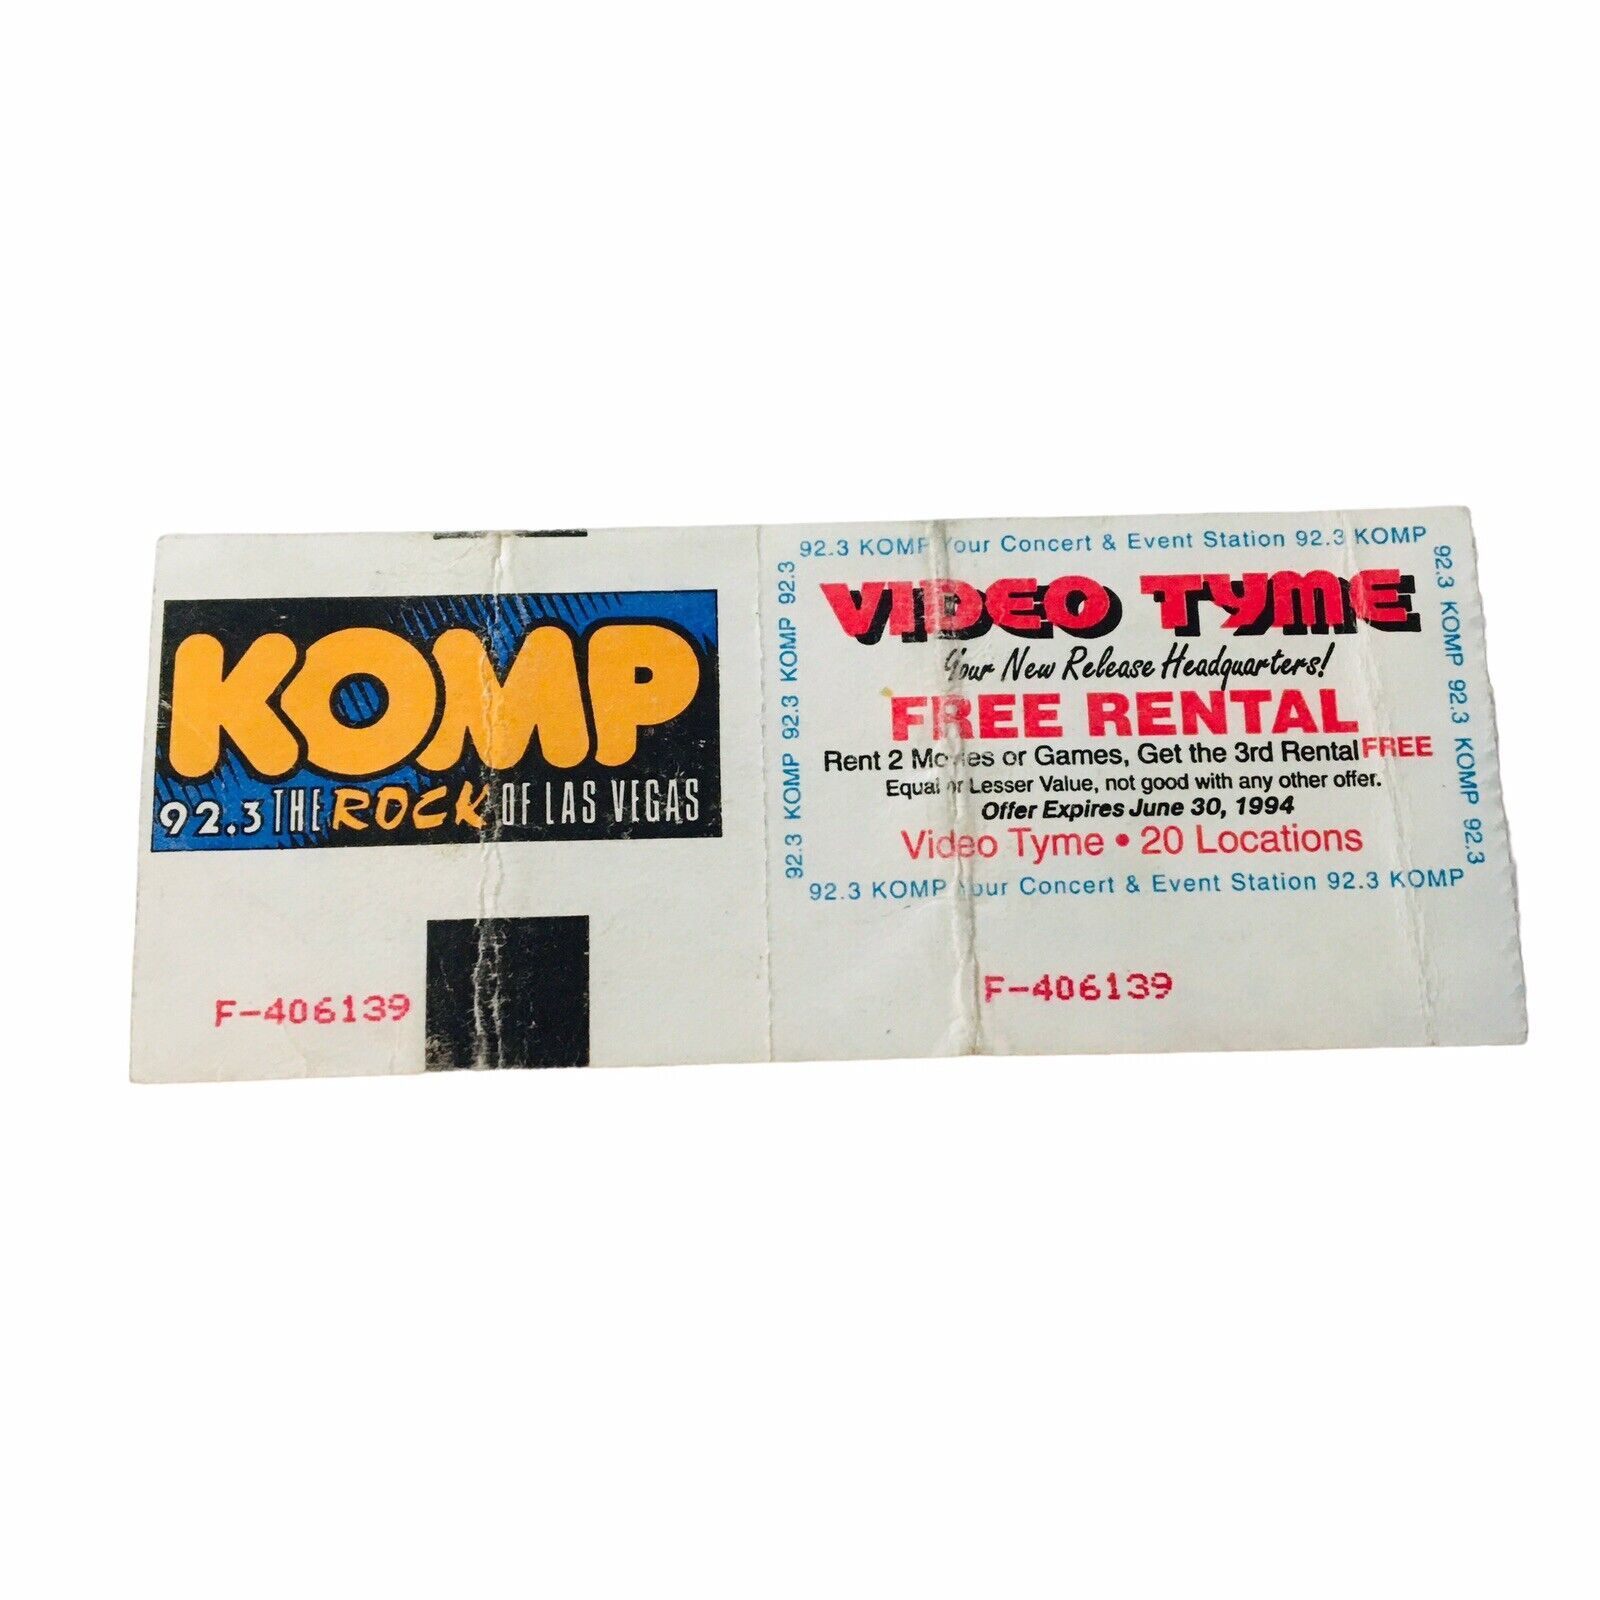 KOMP
92.3 THE ROCK OF LAS VEGAS
F-406139
92.3 KOMP Your Concert & Event Station 92.3 KOMP
92.3 KOMP 92.3 KOMP 92.3
VIDEO TYME
Your New Release Headquarters!
FREE RENTAL
Rent 2 Movies or Games, Get the 3rd Rental FREE
Equal or Lesser Value, not good with any other offer.
Offer Expires June 30, 1994
Video Tyme • 20 Locations
92.3 KOMP 92.3 KOMP 92.3
92.3 KOMP Your Concert & Event Station 92.3 KOMP
F-406139